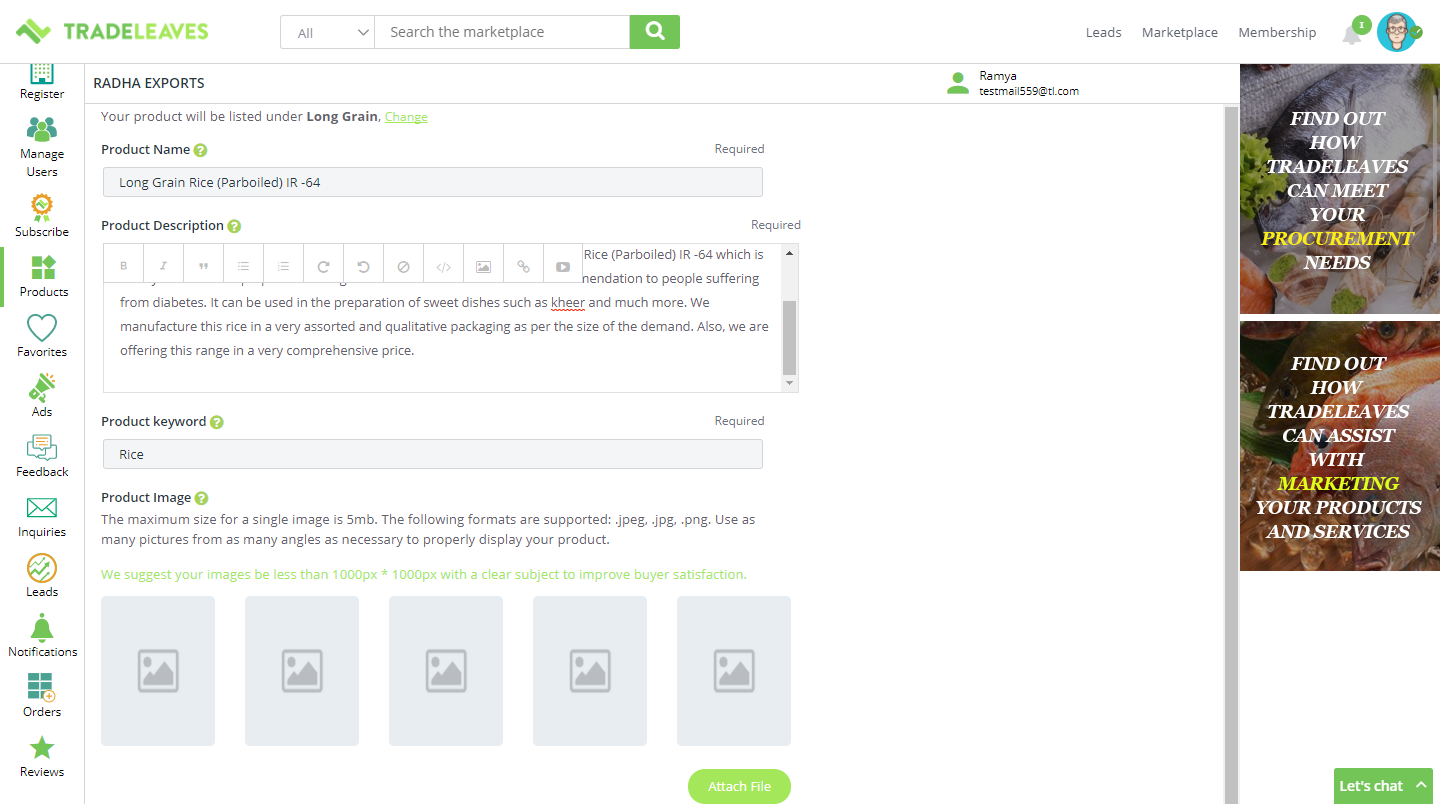 TRADELEAVES
All
Search the marketplace
Leads
Marketplace
Membership
I
Register
Manage
Users
Subscribe
Products
Favorites
Ads
Feedback
Inquiries
Leads
Notifications
Orders
Reviews
RADHA EXPORTS
Ramya
testmail559@tl.com
Your product will be listed under Long Grain, Change
Product Name ?
Required
Long Grain Rice (Parboiled) IR -64
Product Description ?
Required
B I
Rice (Parboiled) IR -64 which is
mendation to people suffering
from diabetes. It can be used in the preparation of sweet dishes such as kheer and much more. We
manufacture this rice in a very assorted and qualitative packaging as per the size of the demand. Also, we are
offering this range in a very comprehensive price.
Product keyword ?
Required
Rice
Product Image ?
The maximum size for a single image is 5mb. The following formats are supported: .jpeg, .jpg, .png. Use as
many pictures from as many angles as necessary to properly display your product.
We suggest your images be less than 1000px * 1000px with a clear subject to improve buyer satisfaction.
Attach File
FIND OUT
HOW
TRADELEAVES
CAN MEET
YOUR
PROCUREMENT
NEEDS
FIND OUT
HOW
TRADELEAVES
CAN ASSIST
WITH
MARKETING
YOUR PRODUCTS
AND SERVICES
Let's chat